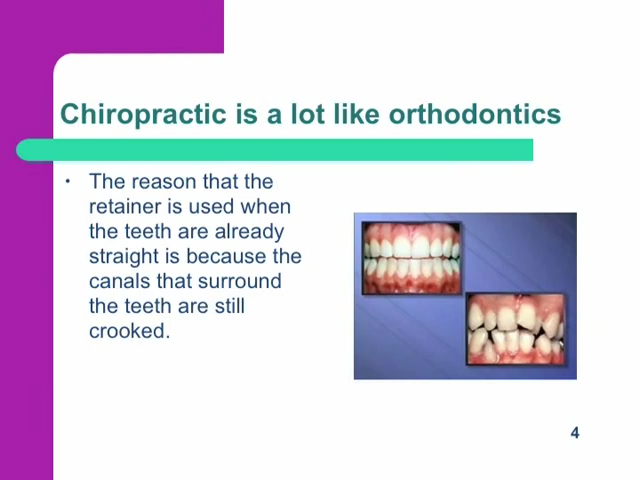 Chiropractic is a lot like orthodontics
• The reason that the
retainer is used when
the teeth are already
straight is because the
canals that surround
the teeth are still
crooked.
4